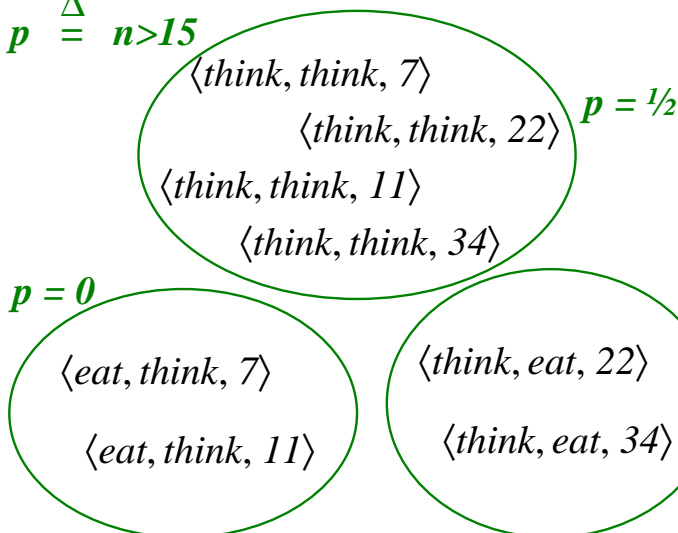 p ≜ n>15
⟨think, think, 7⟩
p = ½
⟨think, think, 22⟩
⟨think, think, 11⟩
⟨think, think, 34⟩
p = 0
⟨eat, think, 7⟩
⟨think, eat, 22⟩
⟨eat, think, 11⟩
⟨think, eat, 34⟩